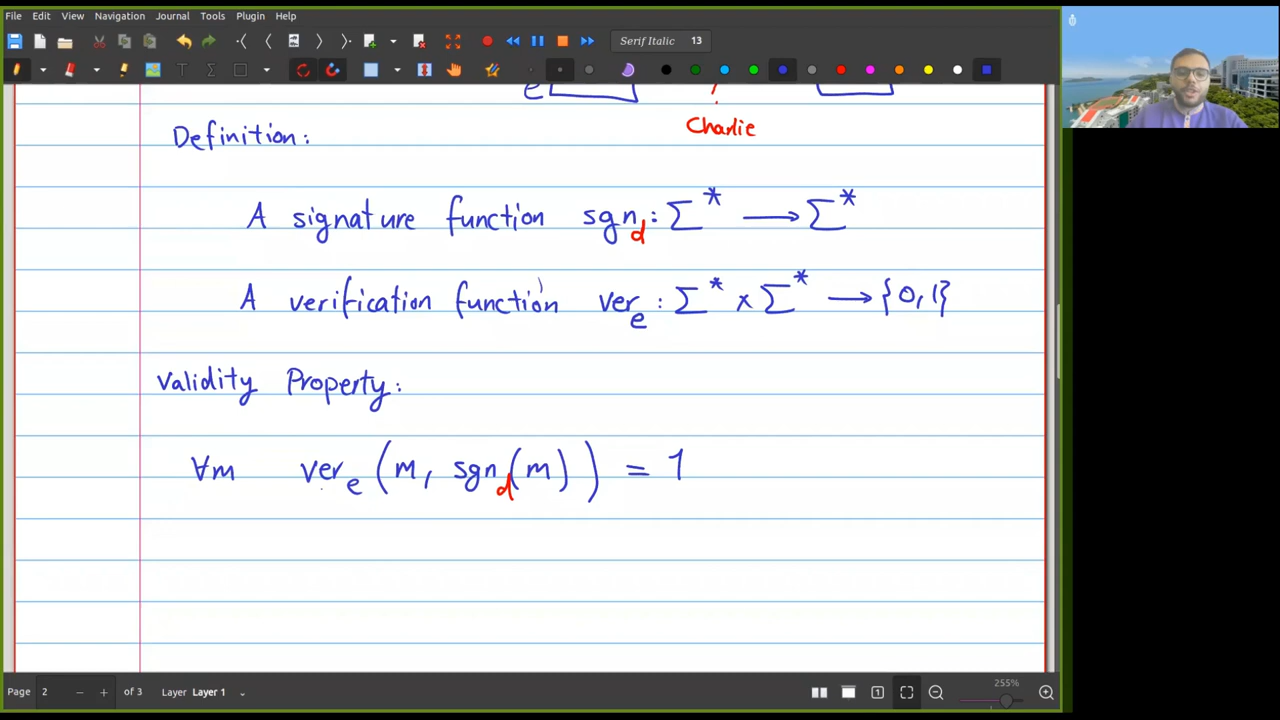 File Edit View Navigation Journal Tools Plugin Help
Serif Italic 13
e
Charlie
Definition:
A signature function sgn_d : Σ* → Σ*
A verification function ver_e : Σ* × Σ* → {0,1}
Validity Property:
∀m ver_e (m, sgn_d(m)) = 1
Page 2 − + of 3 Layer Layer 1 255%